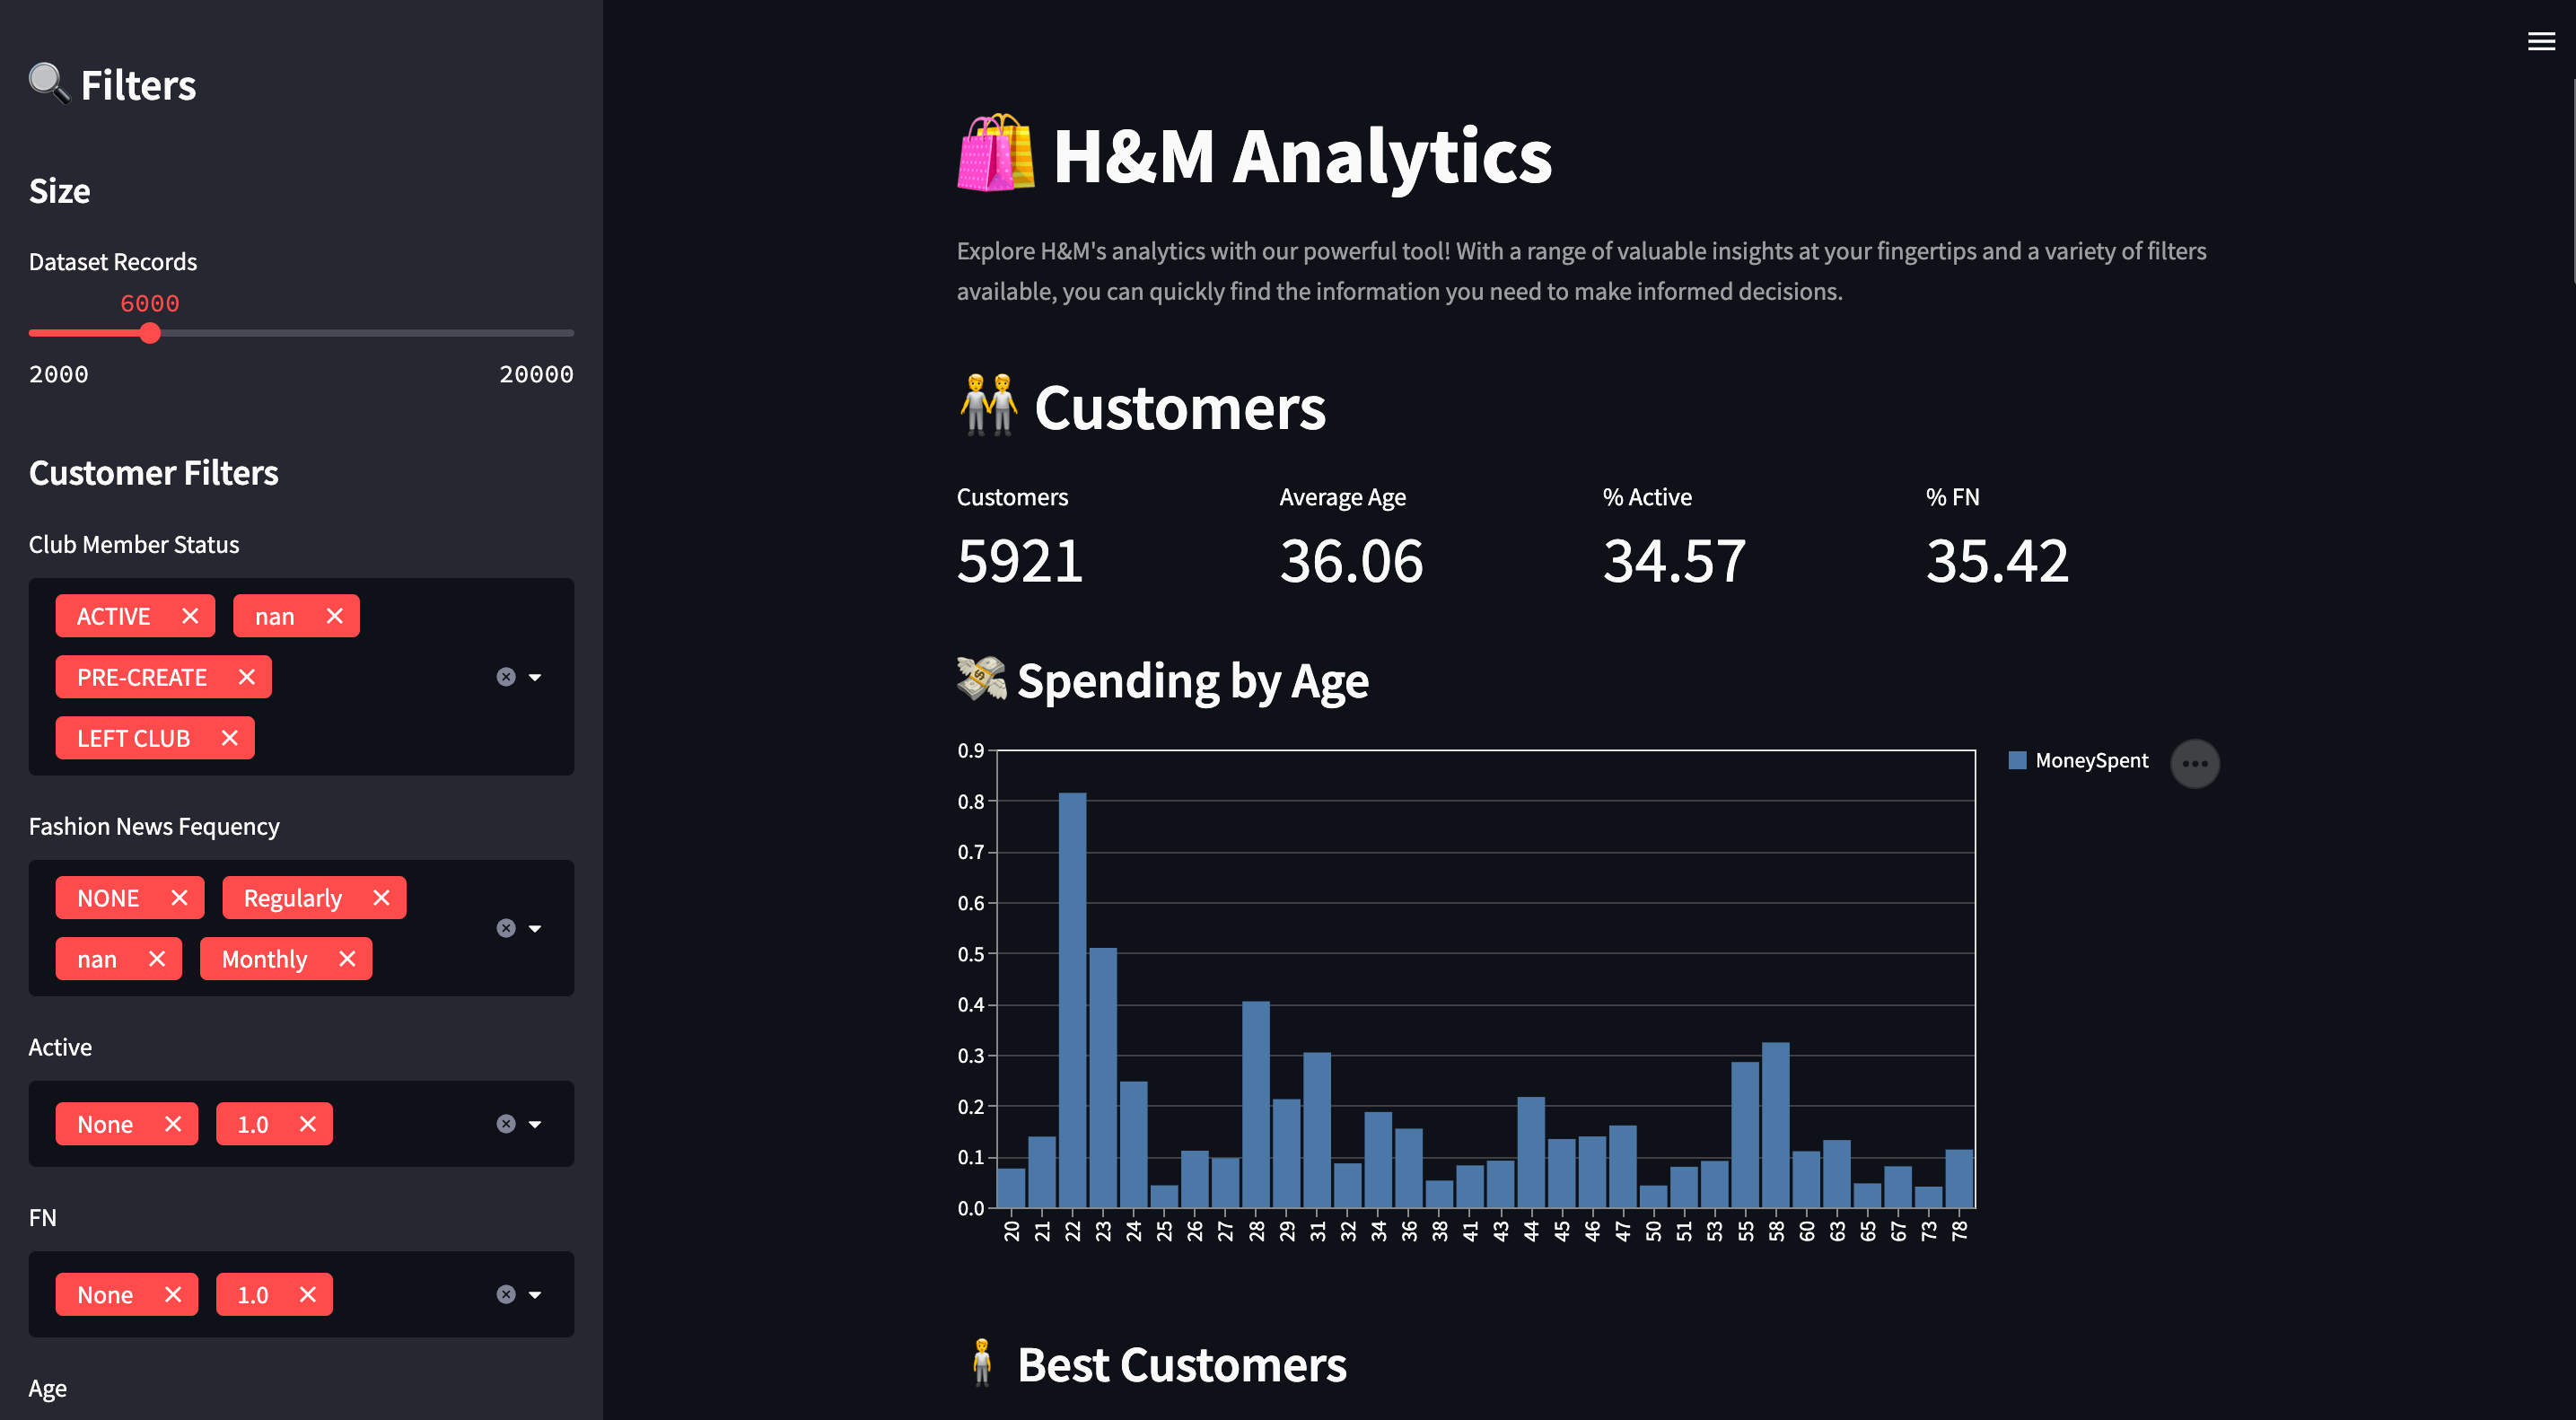 Filters
Size
Dataset Records
6000
2000 20000
Customer Filters
Club Member Status
ACTIVE nan
PRE-CREATE
LEFT CLUB
Fashion News Fequency
NONE Regularly
nan Monthly
Active
None 1.0
FN
None 1.0
Age
H&M Analytics
Explore H&M's analytics with our powerful tool! With a range of valuable insights at your fingertips and a variety of filters
available, you can quickly find the information you need to make informed decisions.
Customers
Customers Average Age % Active % FN
5921 36.06 34.57 35.42
Spending by Age
0.9
0.8
0.7
0.6
0.5
0.4
0.3
0.2
0.1
0.0
20 21 22 23 24 25 26 27 28 29 31 32 34 36 38 41 43 44 45 46 47 50 51 53 55 58 60 63 65 67 73 78
MoneySpent
Best Customers